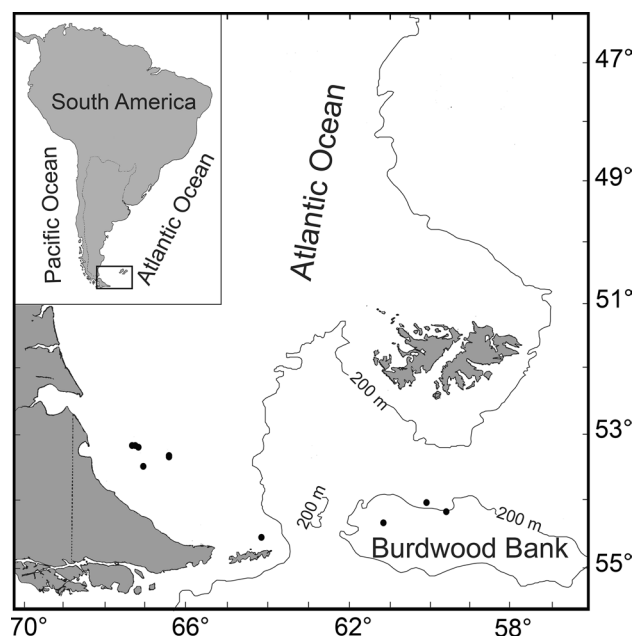 South America
Pacific Ocean
Atlantic Ocean
Atlantic Ocean
47°
49°
51°
53°
55°
200 m
200 m
200 m
Burdwood Bank
70°
66°
62°
58°